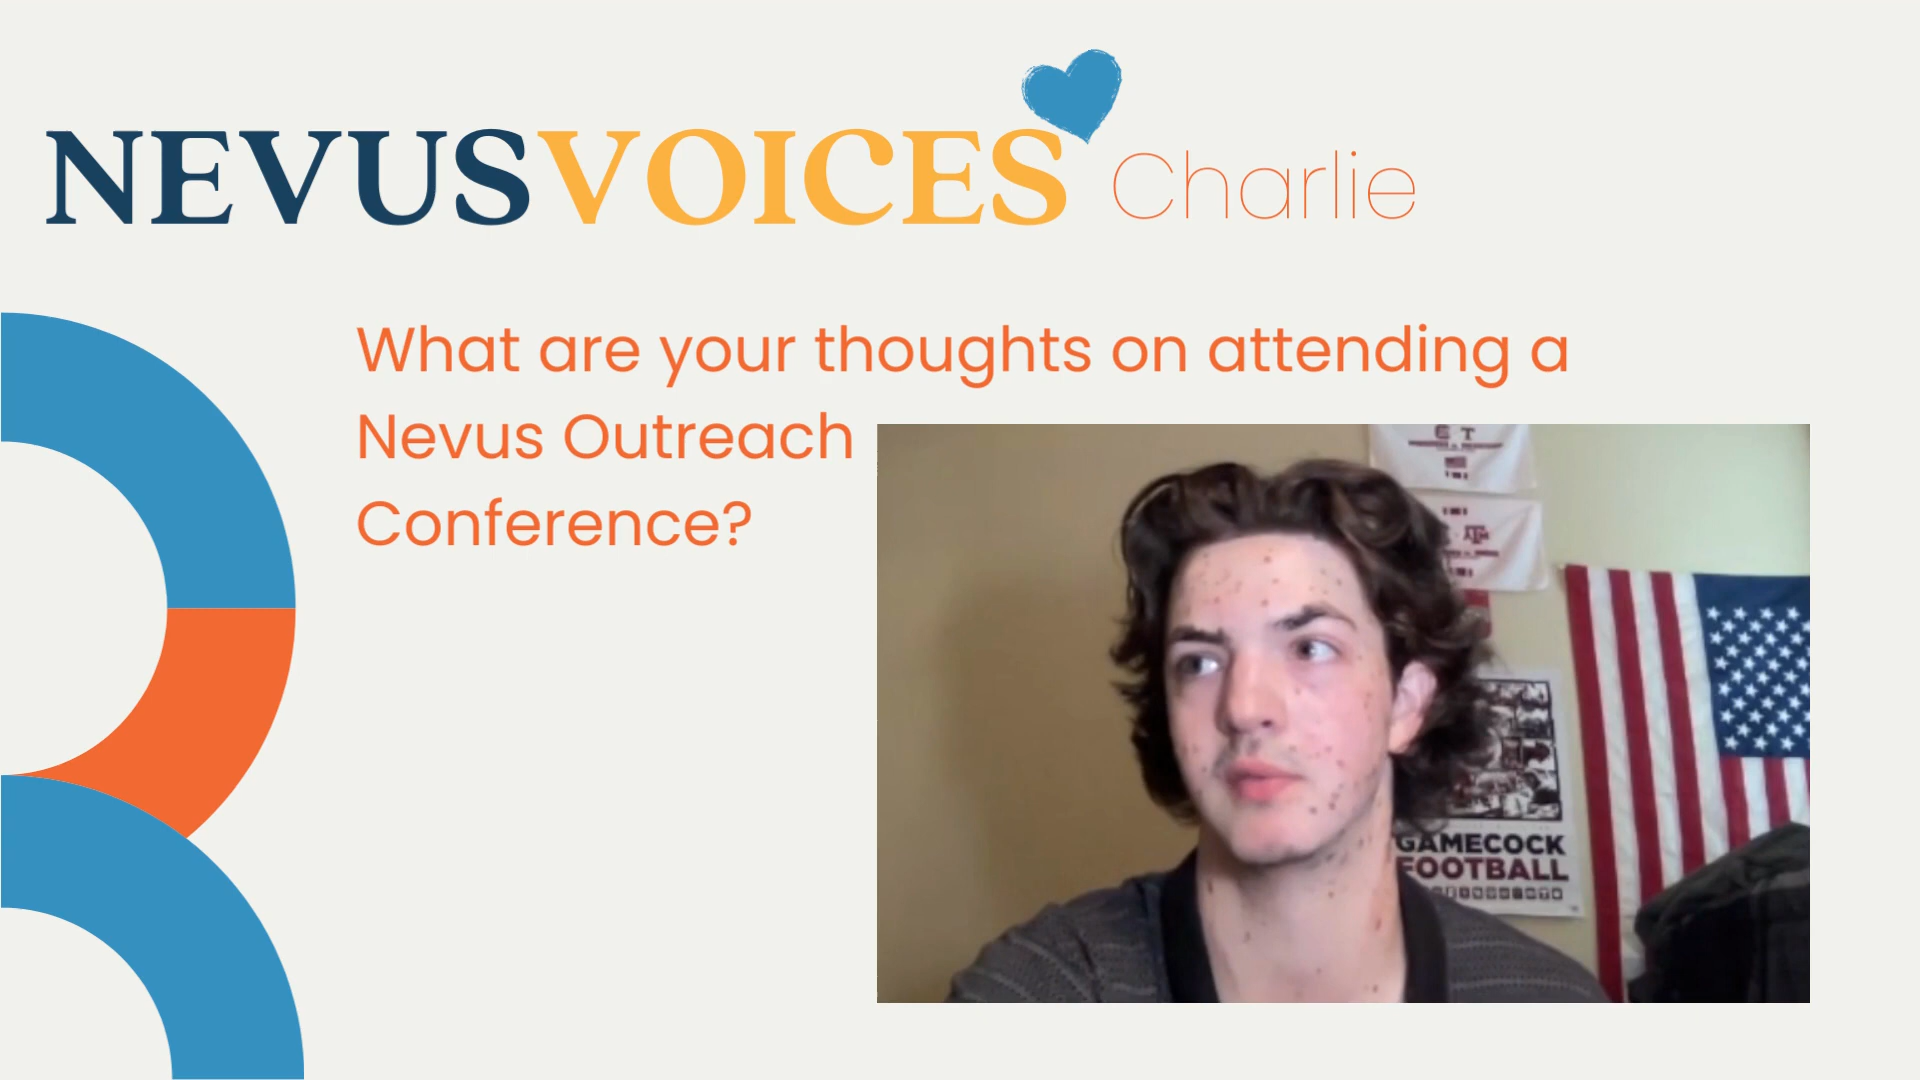 NEVUSVOICES Charlie
What are your thoughts on attending a
Nevus Outreach
Conference?
GAMECOCK
FOOTBALL